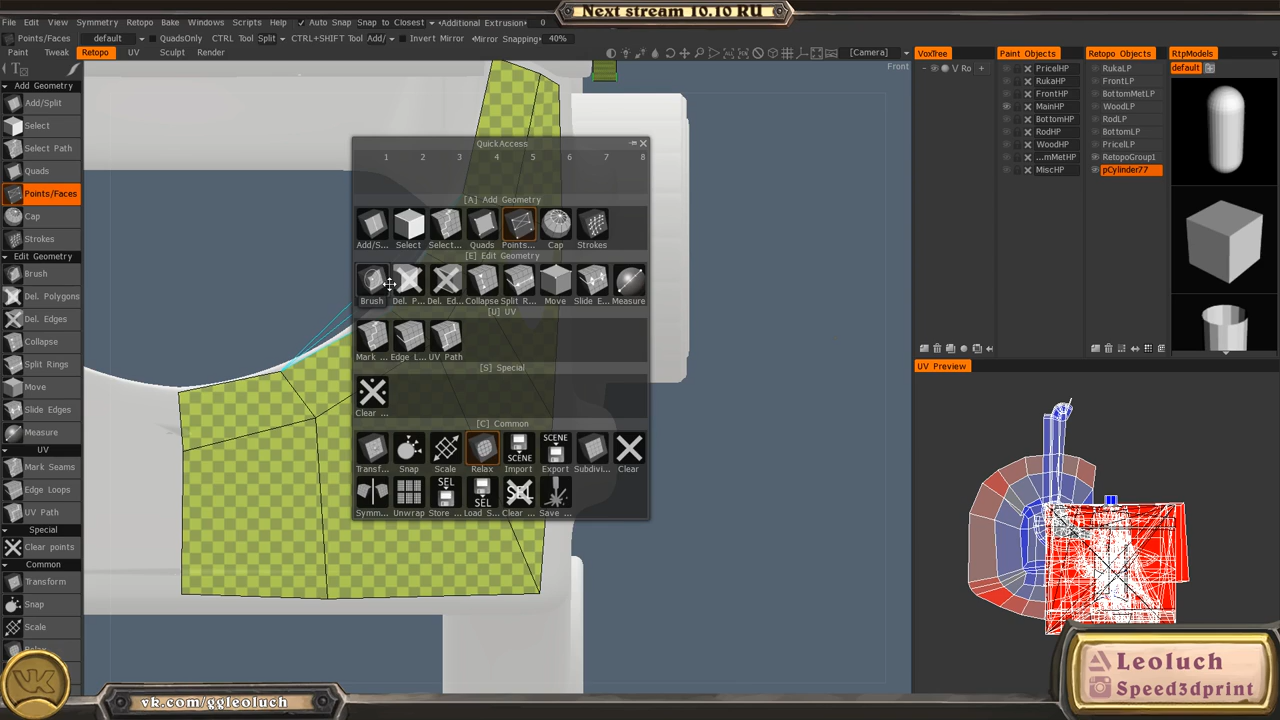 Next stream 10.10 RU
File Edit View Symmetry Retopo Bake Windows Scripts Help Auto Snap Snap to Closest Additional Extrusion 0
Points/Faces default QuadsOnly CTRL Tool Split CTRL+SHIFT Tool Add/ Invert Mirror Mirror Snapping 40%
Paint Tweak Retopo UV Sculpt Render [Camera]
Front
Add Geometry
Add/Split
Select
Select Path
Quads
Points/Faces
Cap
Strokes
Edit Geometry
Brush
Del. Polygons
Del. Edges
Collapse
Split Rings
Move
Slide Edges
Measure
UV
Mark Seams
Edge Loops
UV Path
Special
Clear points
Common
Transform
Snap
Scale
Relax
QuickAccess
1 2 3 4 5 6 7 8
[A] Add Geometry
Add/S... Select Select... Quads Points... Cap Strokes
[E] Edit Geometry
Brush Del. P... Del. Ed... Collapse Split R... Move Slide E... Measure
[U] UV
Mark ... Edge L... UV Path
[S] Special
Clear ...
[C] Common
SCENE SCENE
Transf... Snap Scale Relax Import Export Subdivi... Clear
SEL SEL SEL
Symm... Unwrap Store ... Load S... Clear ... Save ...
VoxTree
V Ro +
Paint Objects
PricelHP
RukaHP
FrontHP
MainHP
BottomHP
RodHP
WoodHP
...mMetHP
MiscHP
Retopo Objects
RukaLP
FrontLP
BottomMetLP
WoodLP
RodLP
BottomLP
PricelLP
RetopoGroup1
pCylinder77
RtpModels
default
UV Preview
VK
vk.com/ggleoluch
Leoluch
Speed3dprint